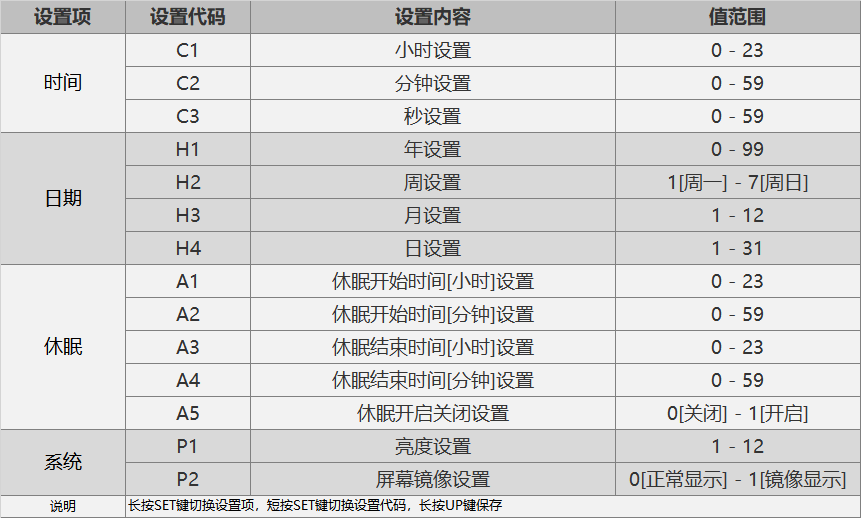 设置项 设置代码 设置内容 值范围
时间 C1 小时设置 0 - 23
C2 分钟设置 0 - 59
C3 秒设置 0 - 59
日期 H1 年设置 0 - 99
H2 周设置 1[周一] - 7[周日]
H3 月设置 1 - 12
H4 日设置 1 - 31
休眠 A1 休眠开始时间[小时]设置 0 - 23
A2 休眠开始时间[分钟]设置 0 - 59
A3 休眠结束时间[小时]设置 0 - 23
A4 休眠结束时间[分钟]设置 0 - 59
A5 休眠开启关闭设置 0[关闭] - 1[开启]
系统 P1 亮度设置 1 - 12
P2 屏幕镜像设置 0[正常显示] - 1[镜像显示]
说明 长按SET键切换设置项，短按SET键切换设置代码，长按UP键保存